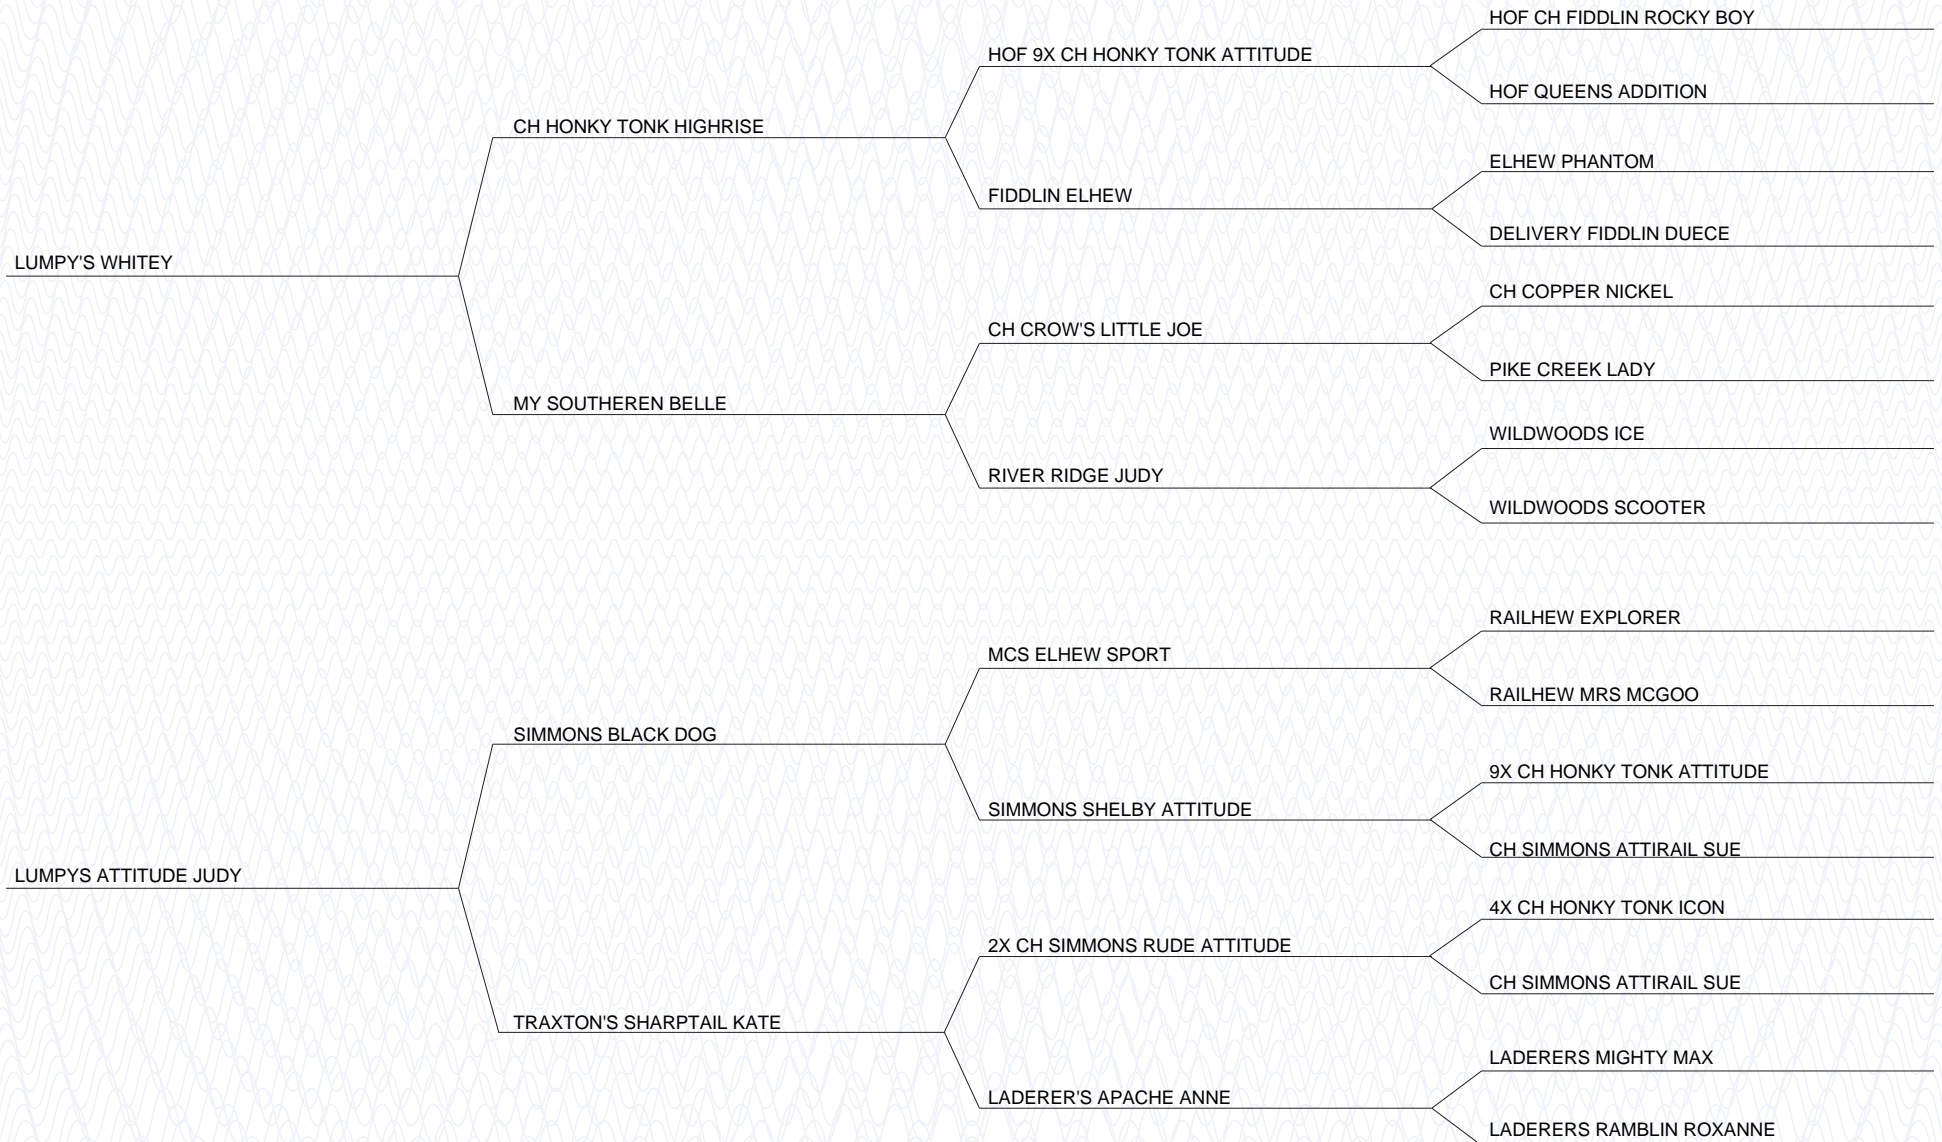 HOF CH FIDDLIN ROCKY BOY
HOF 9X CH HONKY TONK ATTITUDE
HOF QUEENS ADDITION
CH HONKY TONK HIGHRISE
ELHEW PHANTOM
FIDDLIN ELHEW
DELIVERY FIDDLIN DUECE
LUMPY'S WHITEY
CH COPPER NICKEL
CH CROW'S LITTLE JOE
PIKE CREEK LADY
MY SOUTHEREN BELLE
WILDWOODS ICE
RIVER RIDGE JUDY
WILDWOODS SCOOTER
RAILHEW EXPLORER
MCS ELHEW SPORT
RAILHEW MRS MCGOO
SIMMONS BLACK DOG
9X CH HONKY TONK ATTITUDE
SIMMONS SHELBY ATTITUDE
CH SIMMONS ATTIRAIL SUE
LUMPYS ATTITUDE JUDY
4X CH HONKY TONK ICON
2X CH SIMMONS RUDE ATTITUDE
CH SIMMONS ATTIRAIL SUE
TRAXTON'S SHARPTAIL KATE
LADERERS MIGHTY MAX
LADERER'S APACHE ANNE
LADERERS RAMBLIN ROXANNE